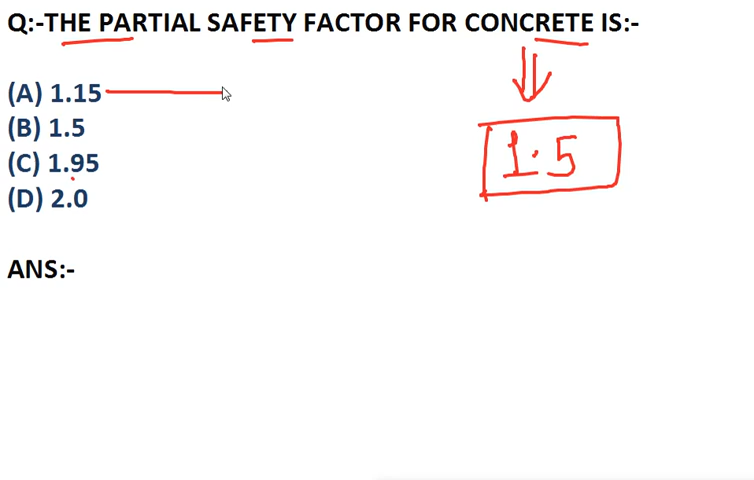 Q:-THE PARTIAL SAFETY FACTOR FOR CONCRETE IS:-
(A) 1.15
(B) 1.5
(C) 1.95
(D) 2.0
1.5
ANS:-